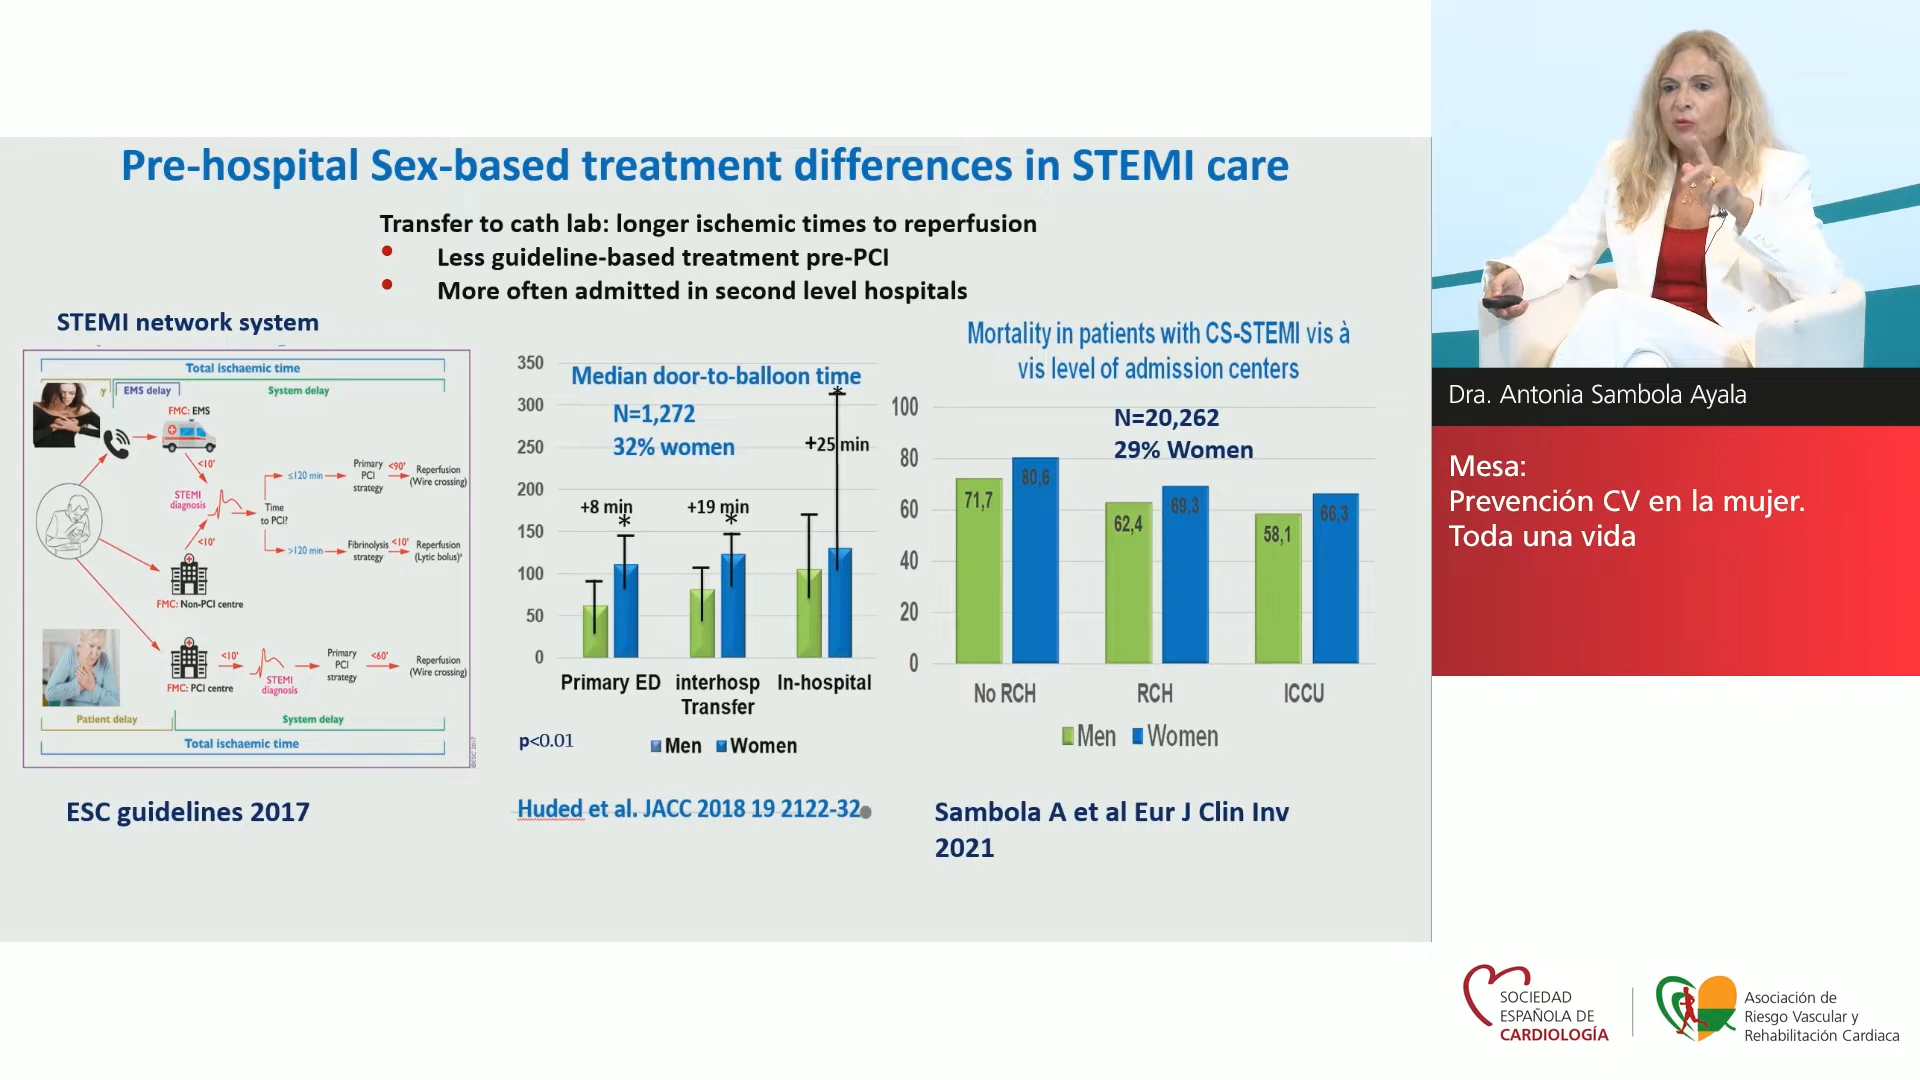 Pre-hospital Sex-based treatment differences in STEMI care
Transfer to cath lab: longer ischemic times to reperfusion
• Less guideline-based treatment pre-PCI
• More often admitted in second level hospitals
STEMI network system
Total ischaemic time
y
EMS delay
System delay
FMC: EMS
<10'
STEMI
diagnosis
Time
to PCI?
≤120 min
Primary
PCI
strategy
<90'
Reperfusion
(Wire crossing)
<10'
>120 min
Fibrinolysis
strategy
<10'
Reperfusion
(Lytic bolus)ª
FMC: Non-PCI centre
<10'
STEMI
diagnosis
Primary
PCI
strategy
<60'
Reperfusion
(Wire crossing)
FMC: PCI centre
Patient delay
System delay
Total ischaemic time
©ESC 2017
ESC guidelines 2017
Median door-to-balloon time
N=1,272
32% women
350
300
250
200
150
100
50
0
+8 min
*
+19 min
*
+25 min
*
Primary ED
interhosp
Transfer
In-hospital
p<0.01
Men Women
Huded et al. JACC 2018 19 2122-32
Mortality in patients with CS-STEMI vis à
vis level of admission centers
N=20,262
29% Women
100
80
60
40
20
0
71,7
80,6
62,4
69,3
58,1
66,3
No RCH
RCH
ICCU
Men Women
Sambola A et al Eur J Clin Inv
2021
Dra. Antonia Sambola Ayala
Mesa:
Prevención CV en la mujer.
Toda una vida
SOCIEDAD
ESPAÑOLA DE
CARDIOLOGÍA
Asociación de
Riesgo Vascular y
Rehabilitación Cardiaca